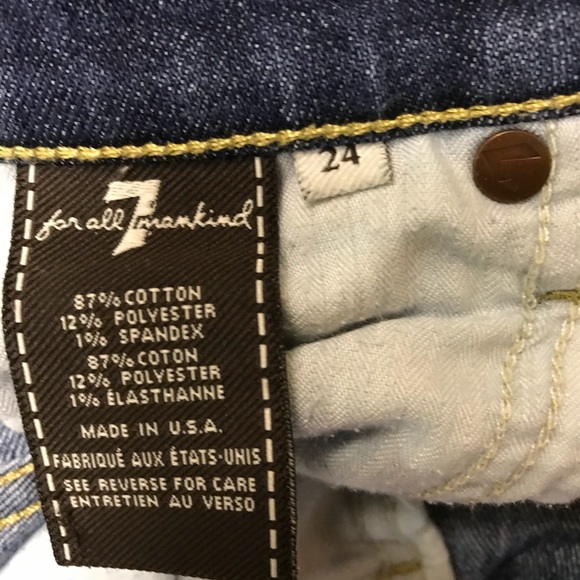 24
for all 7 mankind
87% COTTON
12% POLYESTER
1% SPANDEX
87% COTON
12% POLYESTER
1% ÉLASTHANNE
MADE IN U.S.A.
FABRIQUÉ AUX ÉTATS-UNIS
SEE REVERSE FOR CARE
ENTRETIEN AU VERSO